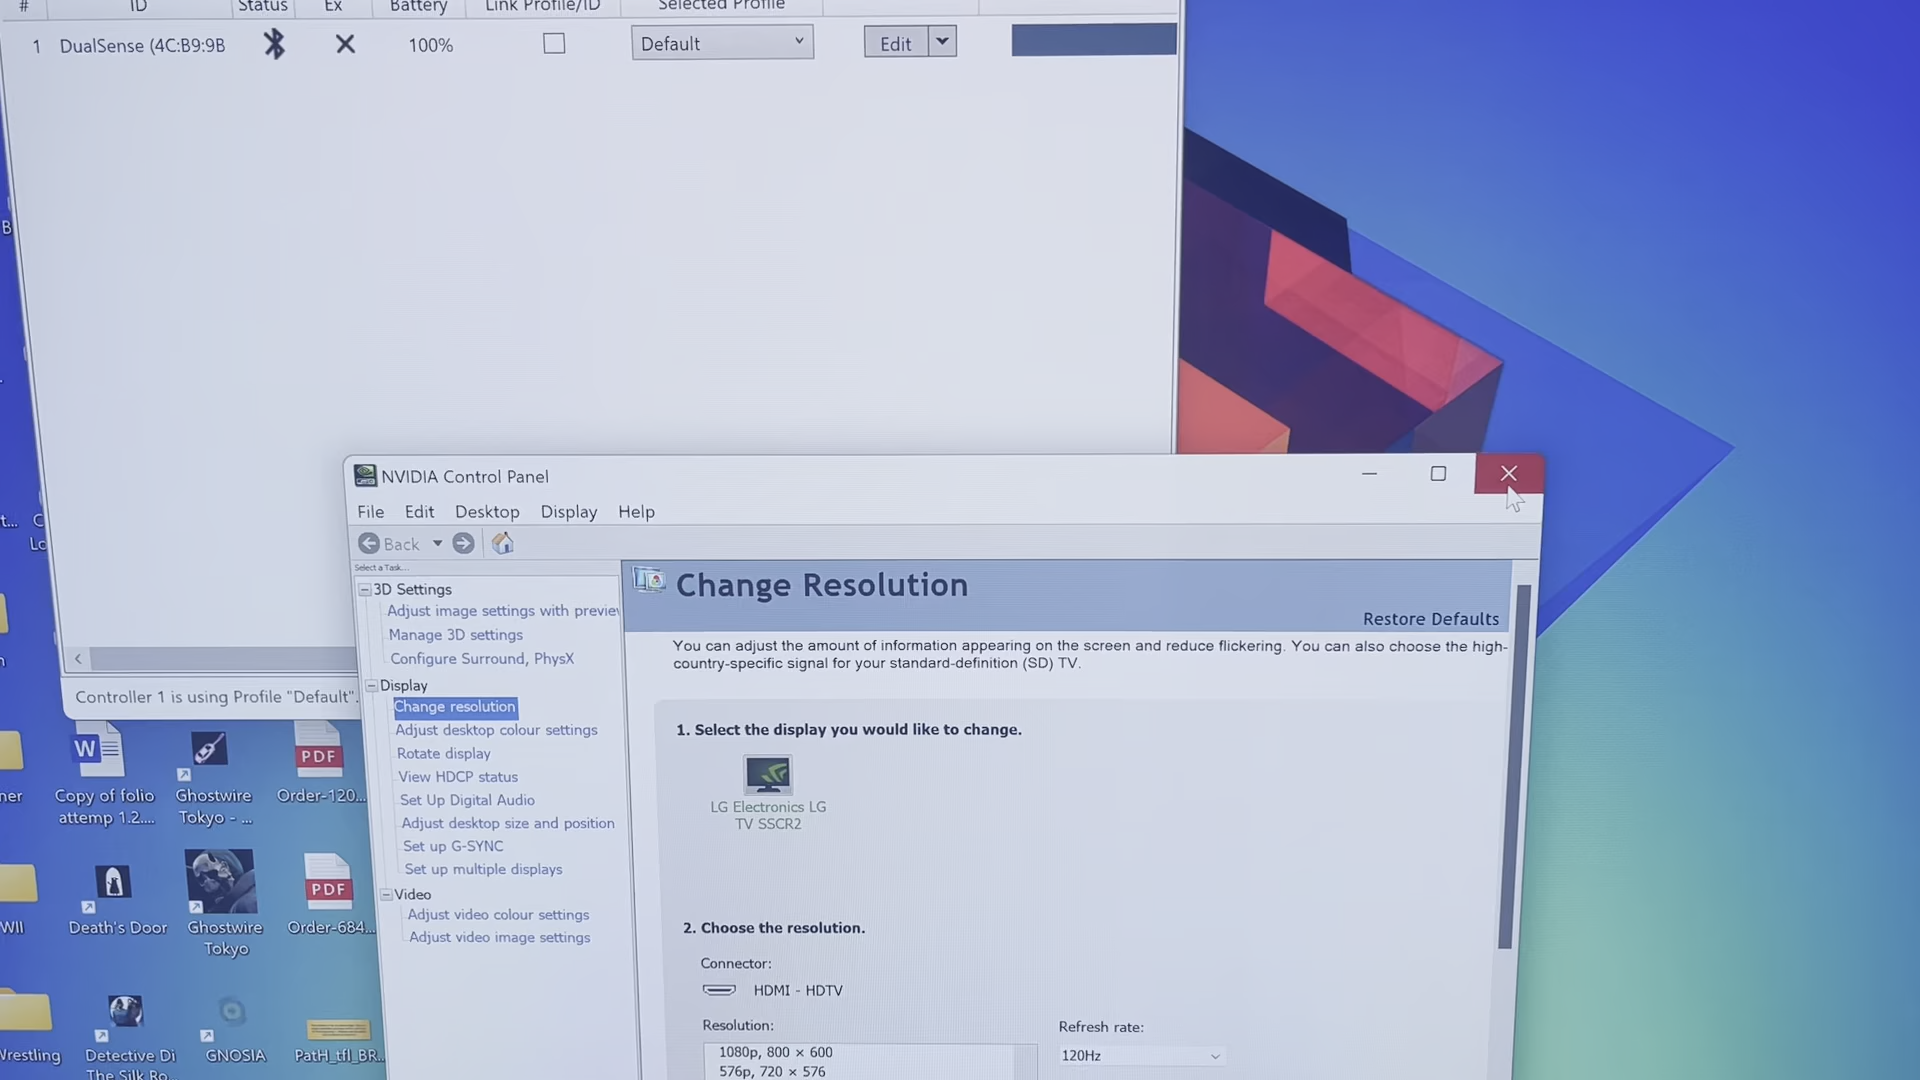 # ID Status Ex Battery Link Profile/ID Selected Profile
1 DualSense (4C:B9:9B 100% Default Edit
NVIDIA Control Panel
File Edit Desktop Display Help
Back
Select a Task...
3D Settings
Adjust image settings with preview
Manage 3D settings
Configure Surround, PhysX
Display
Change resolution
Adjust desktop colour settings
Rotate display
View HDCP status
Set Up Digital Audio
Adjust desktop size and position
Set up G-SYNC
Set up multiple displays
Video
Adjust video colour settings
Adjust video image settings
Change Resolution
Restore Defaults
You can adjust the amount of information appearing on the screen and reduce flickering. You can also choose the high-
country-specific signal for your standard-definition (SD) TV.
1. Select the display you would like to change.
LG Electronics LG
TV SSCR2
2. Choose the resolution.
Connector:
HDMI - HDTV
Resolution:
1080p, 800 × 600
576p, 720 × 576
Refresh rate:
120Hz
Controller 1 is using Profile "Default".
W
Copy of folio
attemp 1.2....
Ghostwire
Tokyo - ...
PDF
Order-120...
Death's Door
Ghostwire
Tokyo
PDF
Order-684...
Wrestling
Detective Di
The Silk Ro...
GNOSIA
PatH_tfl_BR...